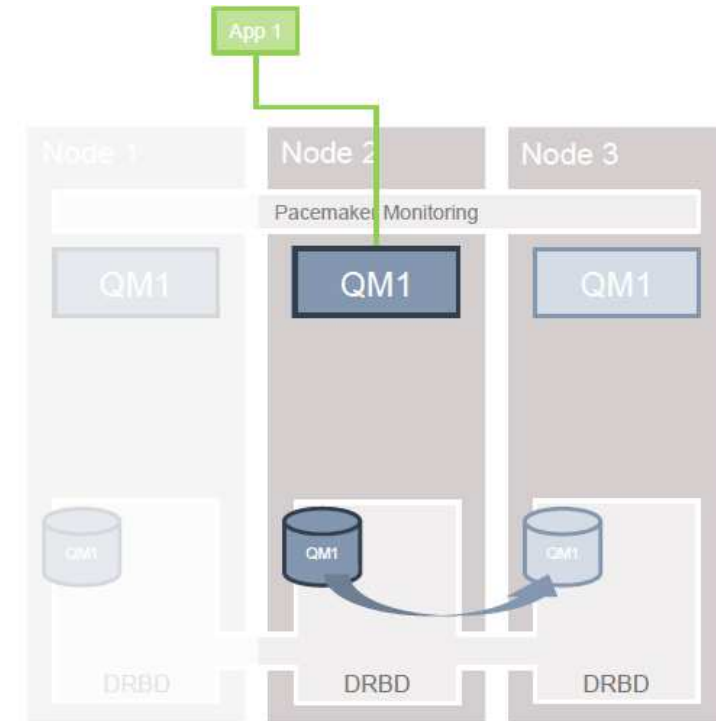 App 1
Node 1
Node 2
Node 3
Pacemaker Monitoring
QM1
QM1
QM1
QM1
QM1
QM1
DRBD
DRBD
DRBD